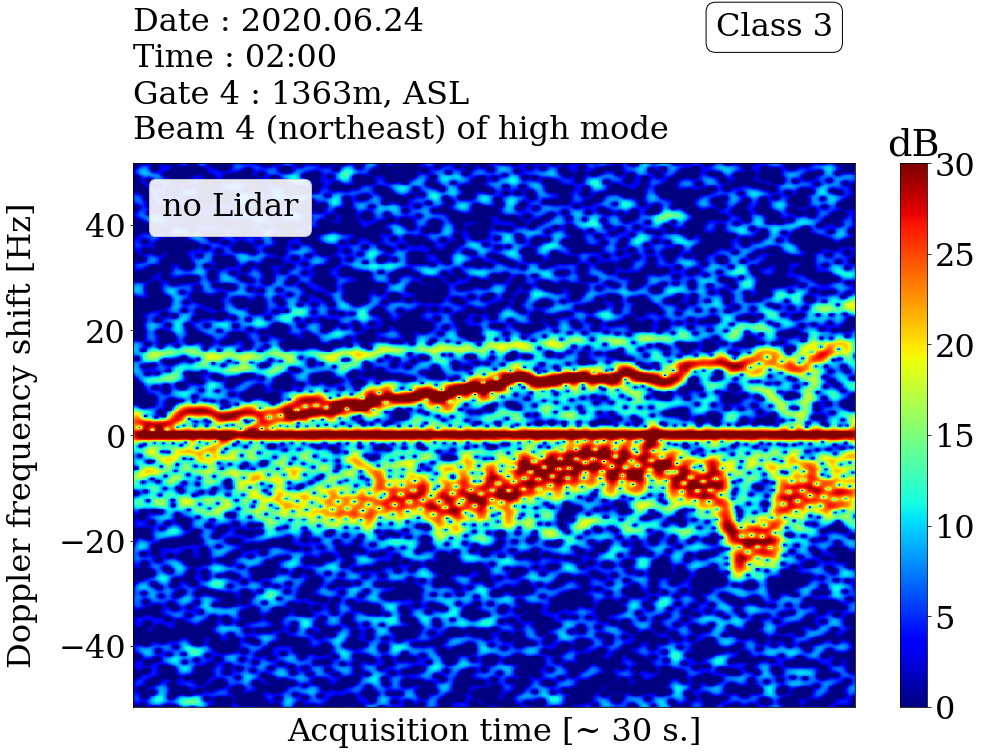 Date : 2020.06.24
Time : 02:00
Gate 4 : 1363m, ASL
Beam 4 (northeast) of high mode
Class 3
dB
no Lidar
Doppler frequency shift [Hz]
40
20
0
−20
−40
Acquisition time [~ 30 s.]
30
25
20
15
10
5
0